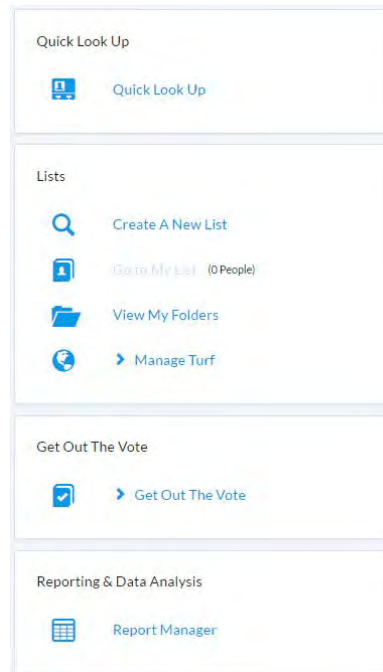 Quick Look Up
Quick Look Up
Lists
Create A New List
Go to My List (0 People)
View My Folders
Manage Turf
Get Out The Vote
Get Out The Vote
Reporting & Data Analysis
Report Manager